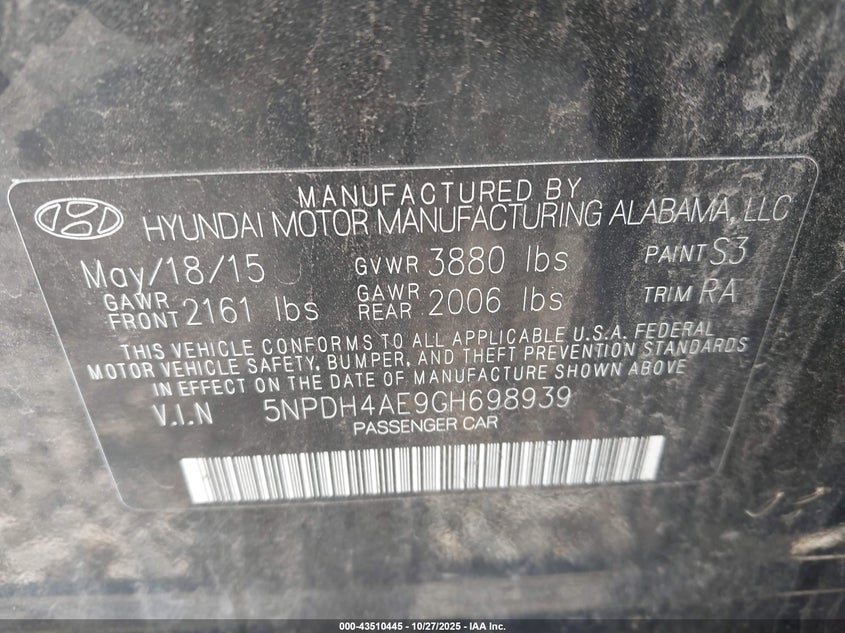 MANUFACTURED BY
HYUNDAI MOTOR MANUFACTURING ALABAMA, LLC
May/18/15 GVWR 3880 lbs PAINT S3
GAWR FRONT 2161 lbs GAWR REAR 2006 lbs TRIM RA
THIS VEHICLE CONFORMS TO ALL APPLICABLE U.S.A. FEDERAL
MOTOR VEHICLE SAFETY, BUMPER, AND THEFT PREVENTION STANDARDS
IN EFFECT ON THE DATE OF MANUFACTURE SHOWN ABOVE
V.I.N 5NPDH4AE9GH698939
PASSENGER CAR
000-43510445 - 10/27/2025 - IAA Inc.